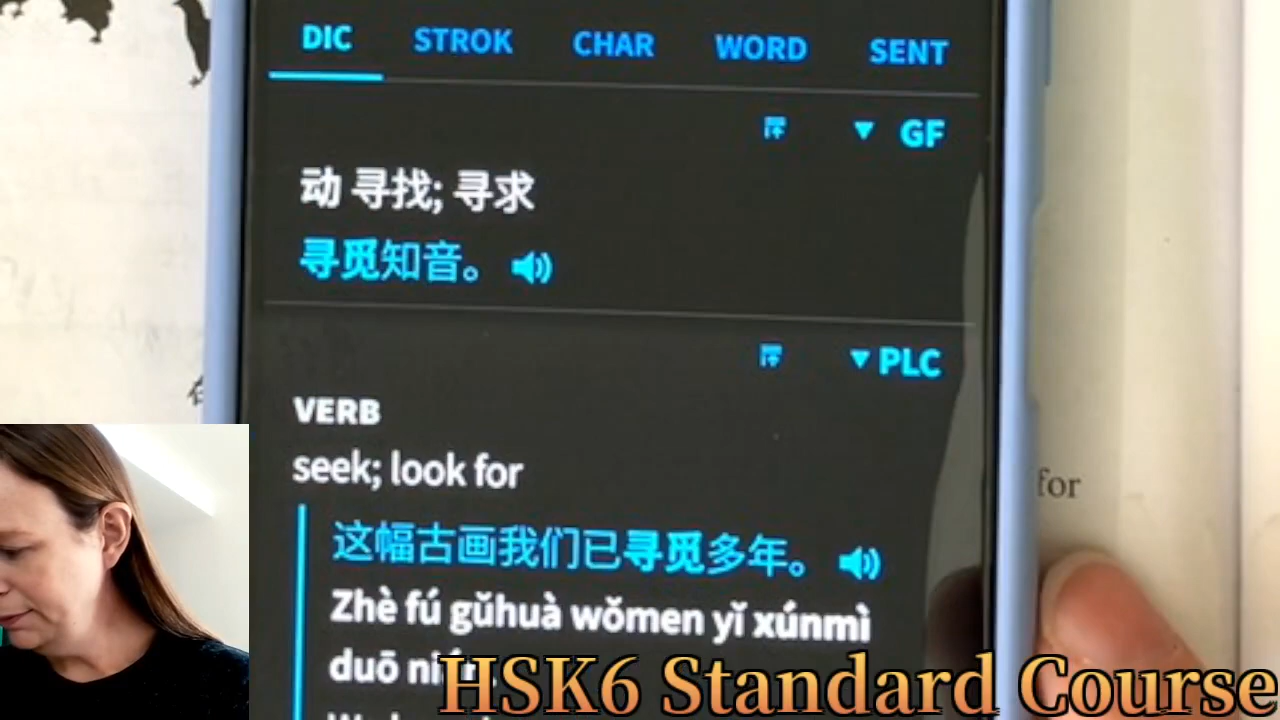 DIC STROK CHAR WORD SENT
GF
动 寻找; 寻求
寻觅知音。
PLC
VERB
seek; look for
for
这幅古画我们已寻觅多年。
Zhè fú gǔhuà wǒmen yǐ xúnmì
duō
HSK6 Standard Course